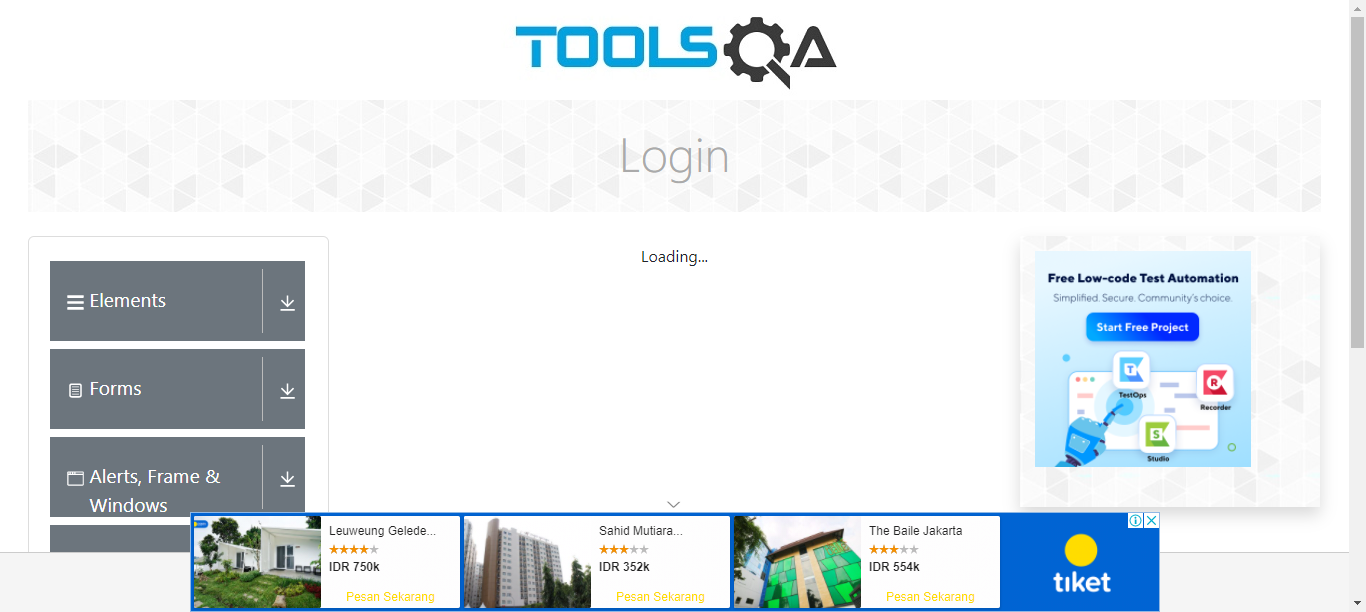 TOOLSQA
Login
Elements
Forms
Alerts, Frame &
Windows
Loading...
Free Low-code Test Automation
Simplified. Secure. Community's choice.
Start Free Project
TestOps
Recorder
Studio
Leuweung Gelede...
IDR 750k
Pesan Sekarang
Sahid Mutiara...
IDR 352k
Pesan Sekarang
The Baile Jakarta
IDR 554k
Pesan Sekarang
tiket